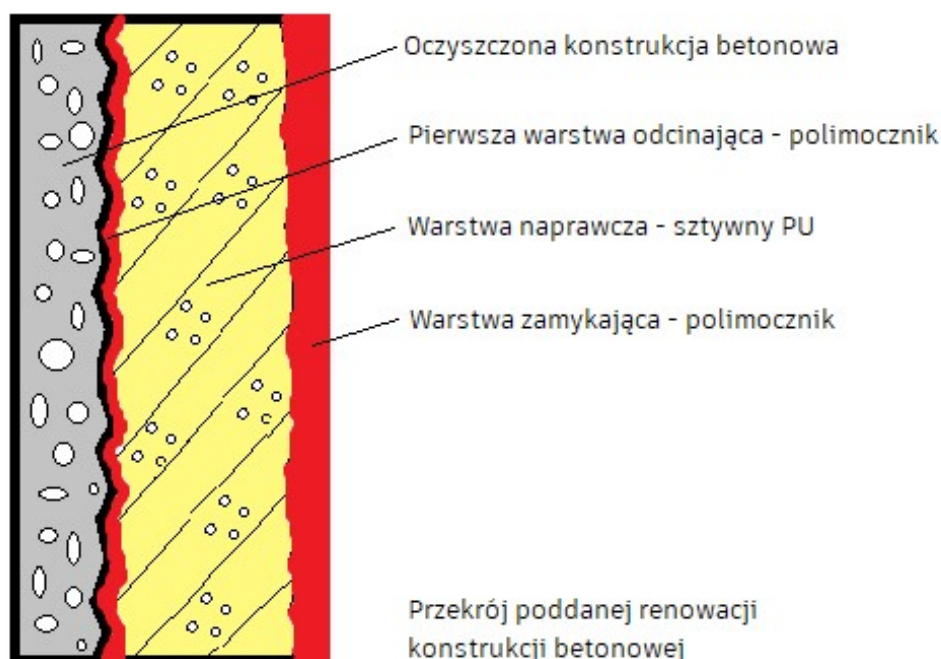 Oczyszczona konstrukcja betonowa
Pierwsza warstwa odcinająca - polimocznik
Warstwa naprawcza - sztywny PU
Warstwa zamykająca - polimocznik
Przekrój poddanej renowacji
konstrukcji betonowej